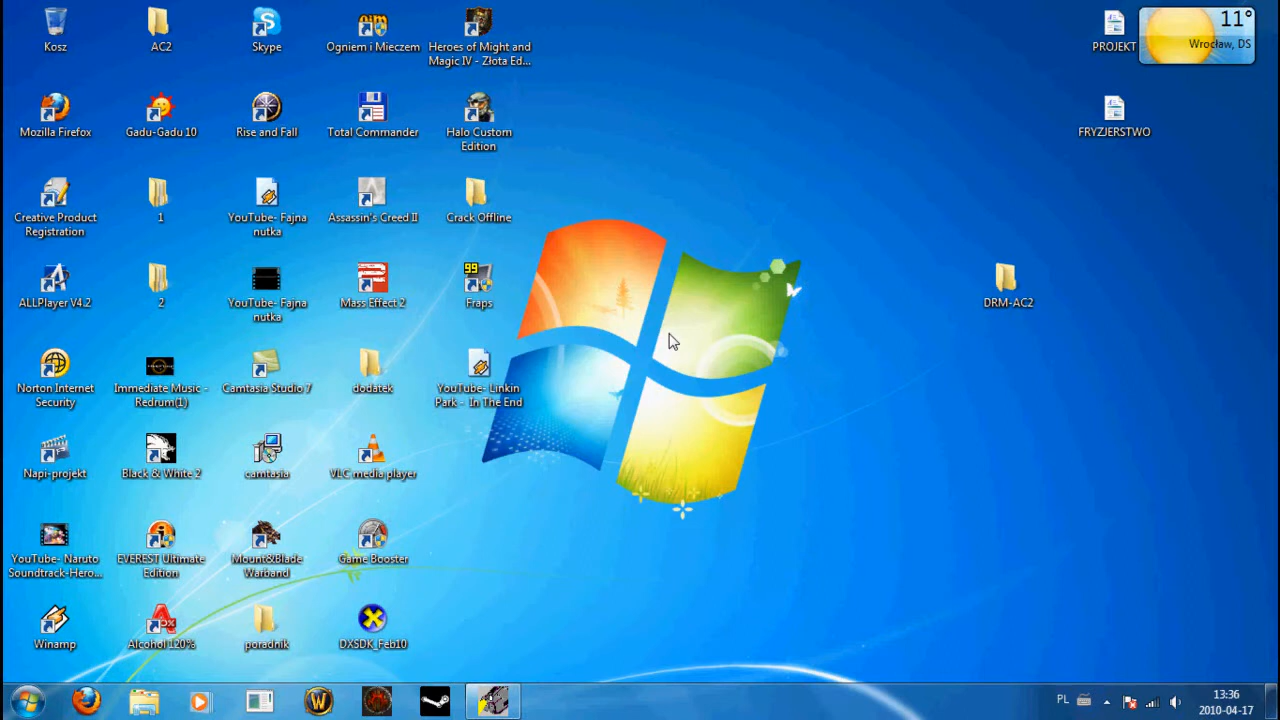 Kosz
AC2
Skype
Ogniem i Mieczem
Heroes of Might and
Magic IV - Złota Ed...
PROJEKT
11°
Wrocław, DS
Mozilla Firefox
Gadu-Gadu 10
Rise and Fall
Total Commander
Halo Custom
Edition
FRYZJERSTWO
Creative Product
Registration
1
YouTube- Fajna
nutka
Assassin's Creed II
Crack Offline
ALLPlayer V4.2
2
YouTube- Fajna
nutka
Mass Effect 2
99
Fraps
DRM-AC2
Norton Internet
Security
Immediate Music -
Redrum(1)
Camtasia Studio 7
dodatek
YouTube- Linkin
Park - In The End
Napi-projekt
Black & White 2
camtasia
VLC media player
YouTube- Naruto
Soundtrack-Hero...
EVEREST Ultimate
Edition
Mount&Blade
Warband
Game Booster
Winamp
Alcohol 120%
poradnik
DXSDK_Feb10
PL
13:36
2010-04-17